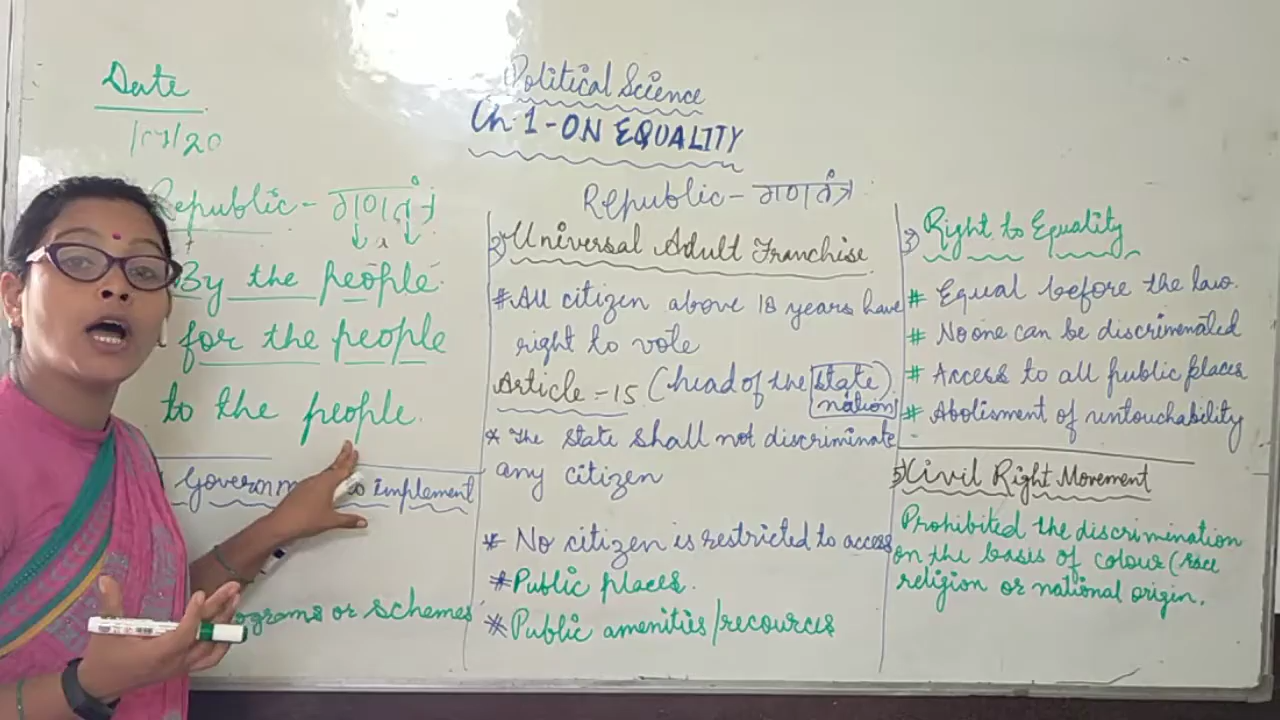 Date
Political Science
Ch 1 - ON EQUALITY
Republic - गणतंत्र
By the people
for the people
to the people.
Government to implement
programs or schemes
Republic - गणतंत्र
2) Universal Adult Franchise
# All citizen above 18 years have
right to vote
Article - 15 (head of the state)
nation
* The state shall not discriminate
any citizen
* No citizen is restricted to access
* Public places.
* Public amenities/recources
3) Right to Equality
# Equal before the law.
# No one can be discrimenated
# Access to all public places
# Abolisment of untouchability
5) Civil Right Movement
Prohibited the discrimination
on the basis of colour (race
religion or national origin.